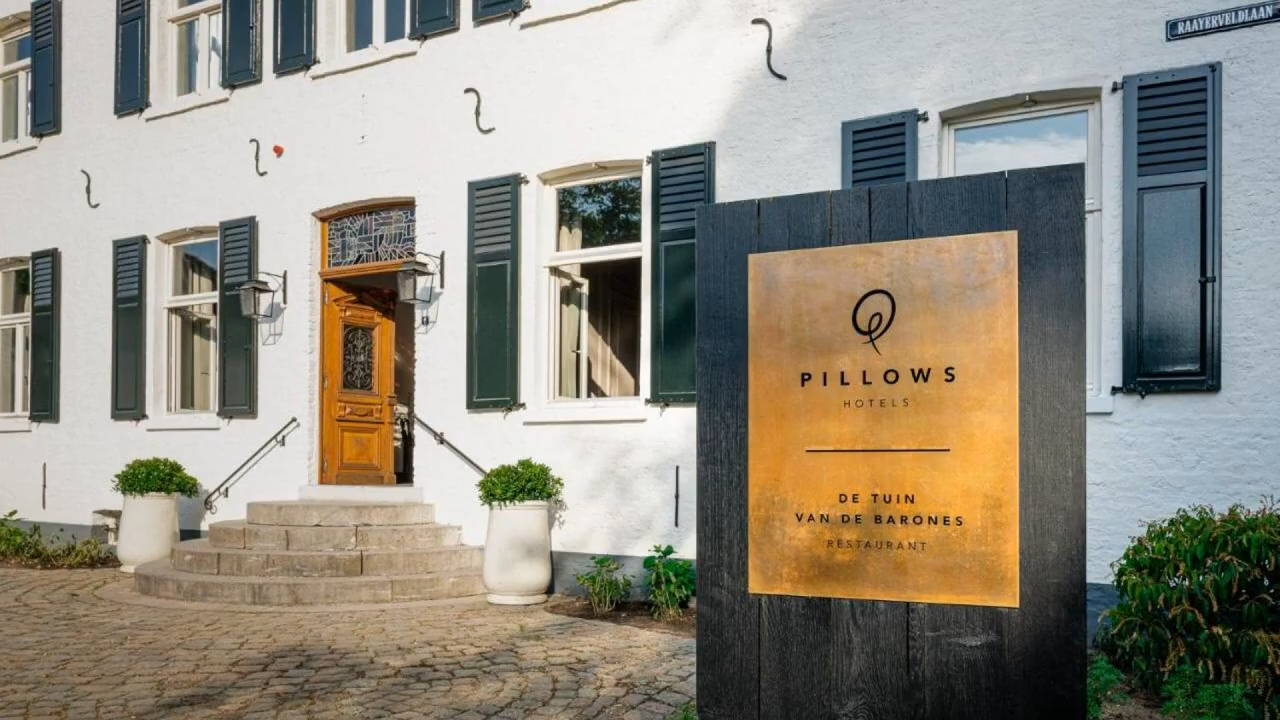 RAAYERVELDLAAN
PILLOWS
HOTELS
DE TUIN
VAN DE BARONES
RESTAURANT